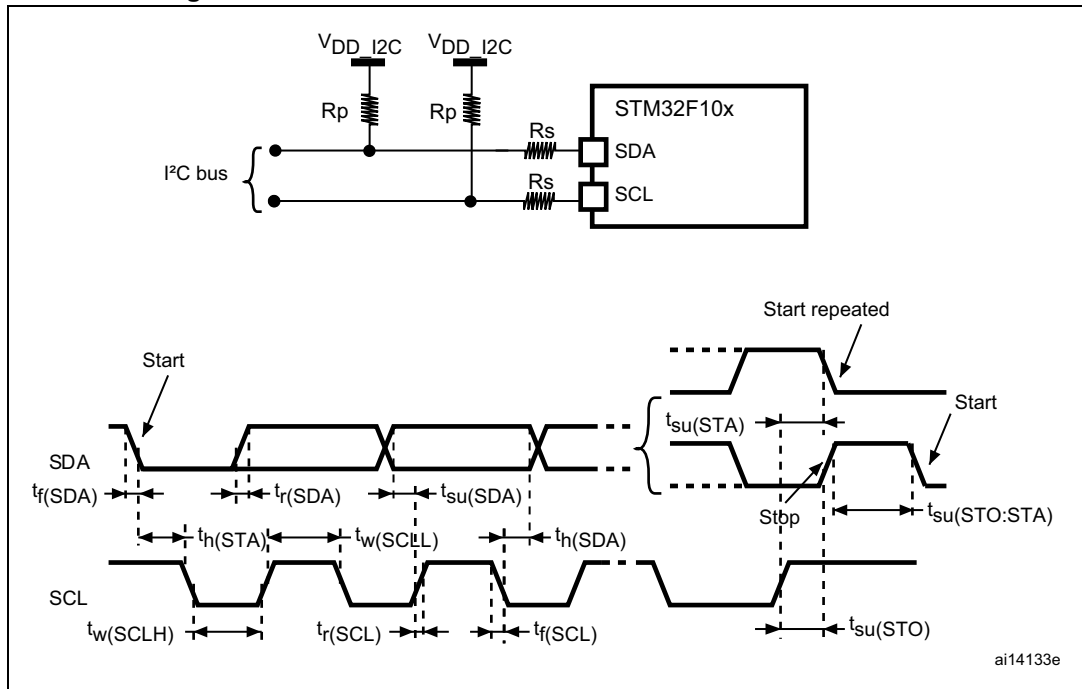 VDD_I2C VDD_I2C
Rp Rp
STM32F10x
Rs
SDA
I²C bus
Rs
SCL
Start repeated
Start
Start
tsu(STA)
SDA
tf(SDA) tr(SDA) tsu(SDA)
Stop
tsu(STO:STA)
th(STA) tw(SCLL) th(SDA)
SCL
tw(SCLH) tr(SCL) tf(SCL) tsu(STO)
ai14133e